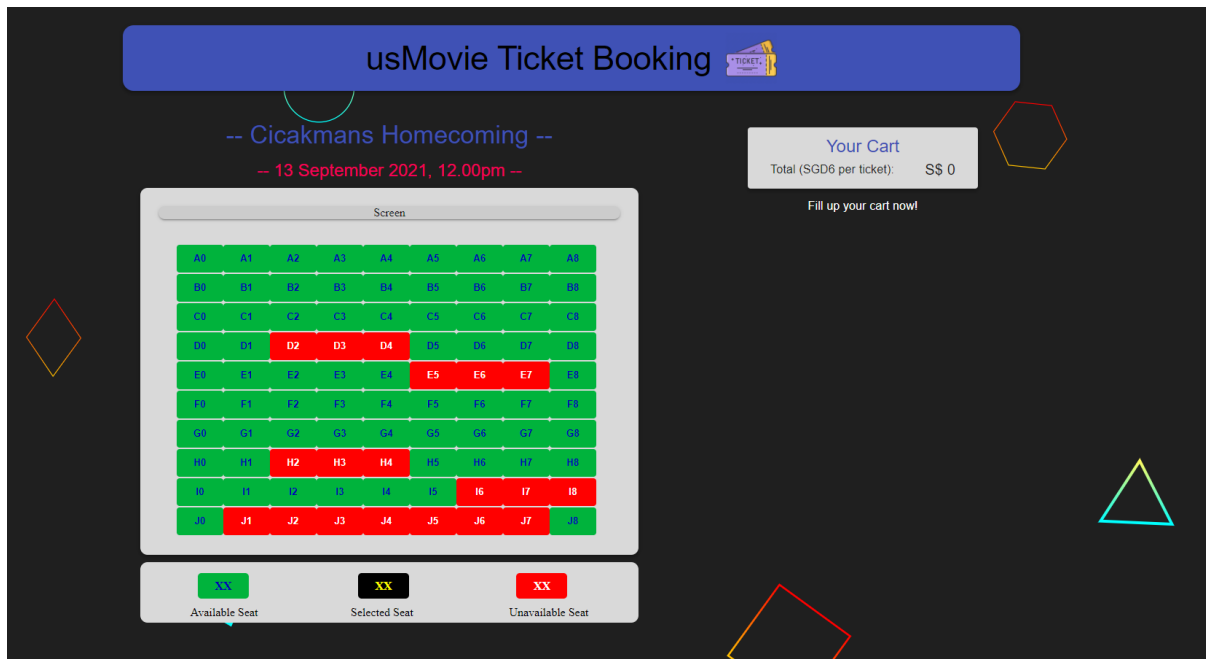 usMovie Ticket Booking
TICKET
-- Cicakmans Homecoming --
-- 13 September 2021, 12.00pm --
Your Cart
Total (SGD6 per ticket): S$ 0
Fill up your cart now!
Screen
A0 A1 A2 A3 A4 A5 A6 A7 A8
B0 B1 B2 B3 B4 B5 B6 B7 B8
C0 C1 C2 C3 C4 C5 C6 C7 C8
D0 D1 D2 D3 D4 D5 D6 D7 D8
E0 E1 E2 E3 E4 E5 E6 E7 E8
F0 F1 F2 F3 F4 F5 F6 F7 F8
G0 G1 G2 G3 G4 G5 G6 G7 G8
H0 H1 H2 H3 H4 H5 H6 H7 H8
I0 I1 I2 I3 I4 I5 I6 I7 I8
J0 J1 J2 J3 J4 J5 J6 J7 J8
XX XX XX
Available Seat Selected Seat Unavailable Seat